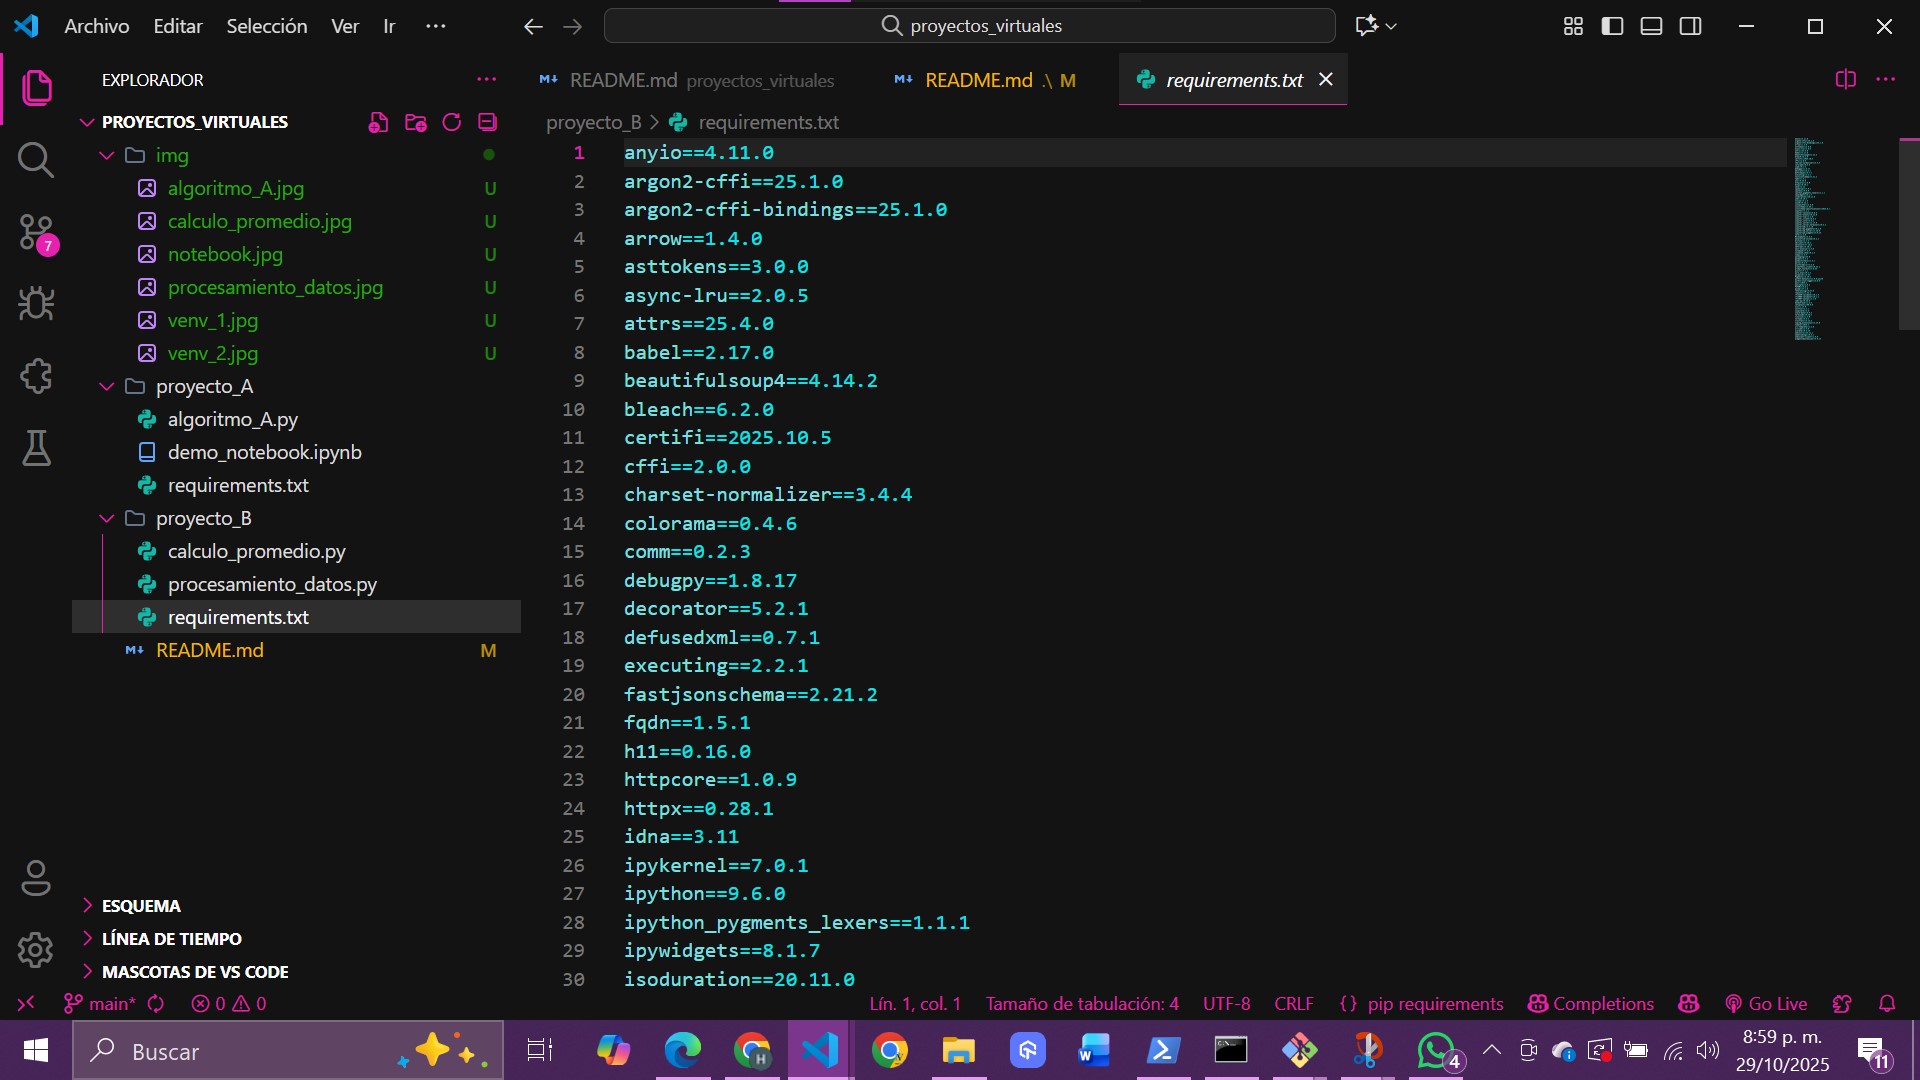 Archivo Editar Selección Ver Ir ···
proyectos_virtuales
EXPLORADOR
PROYECTOS_VIRTUALES
img
algoritmo_A.jpg U
calculo_promedio.jpg U
notebook.jpg U
procesamiento_datos.jpg U
venv_1.jpg U
venv_2.jpg U
proyecto_A
algoritmo_A.py
demo_notebook.ipynb
requirements.txt
proyecto_B
calculo_promedio.py
procesamiento_datos.py
requirements.txt
README.md M
7
ESQUEMA
LÍNEA DE TIEMPO
MASCOTAS DE VS CODE
README.md proyectos_virtuales
README.md .\ M
requirements.txt
proyecto_B > requirements.txt
1 anyio==4.11.0
2 argon2-cffi==25.1.0
3 argon2-cffi-bindings==25.1.0
4 arrow==1.4.0
5 asttokens==3.0.0
6 async-lru==2.0.5
7 attrs==25.4.0
8 babel==2.17.0
9 beautifulsoup4==4.14.2
10 bleach==6.2.0
11 certifi==2025.10.5
12 cffi==2.0.0
13 charset-normalizer==3.4.4
14 colorama==0.4.6
15 comm==0.2.3
16 debugpy==1.8.17
17 decorator==5.2.1
18 defusedxml==0.7.1
19 executing==2.2.1
20 fastjsonschema==2.21.2
21 fqdn==1.5.1
22 h11==0.16.0
23 httpcore==1.0.9
24 httpx==0.28.1
25 idna==3.11
26 ipykernel==7.0.1
27 ipython==9.6.0
28 ipython_pygments_lexers==1.1.1
29 ipywidgets==8.1.7
30 isoduration==20.11.0
main* 0 0
Lín. 1, col. 1 Tamaño de tabulación: 4 UTF-8 CRLF {} pip requirements Completions Go Live
Buscar
4
8:59 p. m.
29/10/2025
11